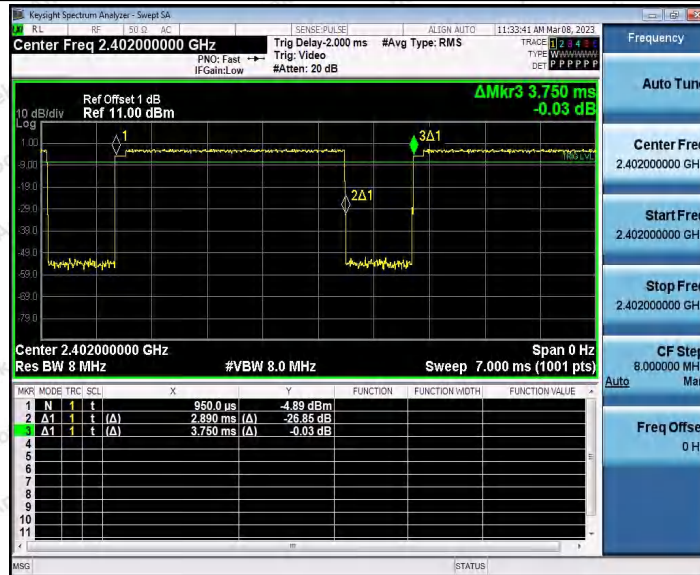 Keysight Spectrum Analyzer - Swept SA
RL RF 50 Ω AC SENSE:PULSE ALIGN AUTO 11:33:41 AM Mar 08, 2023
Center Freq 2.402000000 GHz
PNO: Fast
IFGain:Low
Trig Delay-2.000 ms
Trig: Video
#Atten: 20 dB
#Avg Type: RMS
TRACE 1 2 3 4 5 6
TYPE
DET P P P P P P
ΔMkr3 3.750 ms
-0.03 dB
Ref Offset 1 dB
10 dB/div Ref 11.00 dBm
Log
1.00
-9.00
-19.0
-29.0
-39.0
-49.0
-59.0
-69.0
-79.0
1
3Δ1
TRIG LVL
2Δ1
Center 2.402000000 GHz Span 0 Hz
Res BW 8 MHz #VBW 8.0 MHz Sweep 7.000 ms (1001 pts)
MKR MODE TRC SCL X Y FUNCTION FUNCTION WIDTH FUNCTION VALUE
1 N 1 t 950.0 µs -4.89 dBm
2 Δ1 1 t (Δ) 2.890 ms (Δ) -26.85 dB
3 Δ1 1 t (Δ) 3.750 ms (Δ) -0.03 dB
4
5
6
7
8
9
10
11
MSG STATUS
Frequency
Auto Tune
Center Freq
2.402000000 GH
Start Freq
2.402000000 GH
Stop Freq
2.402000000 GH
CF Step
8.000000 MH
Auto Ma
Freq Offse
0 H